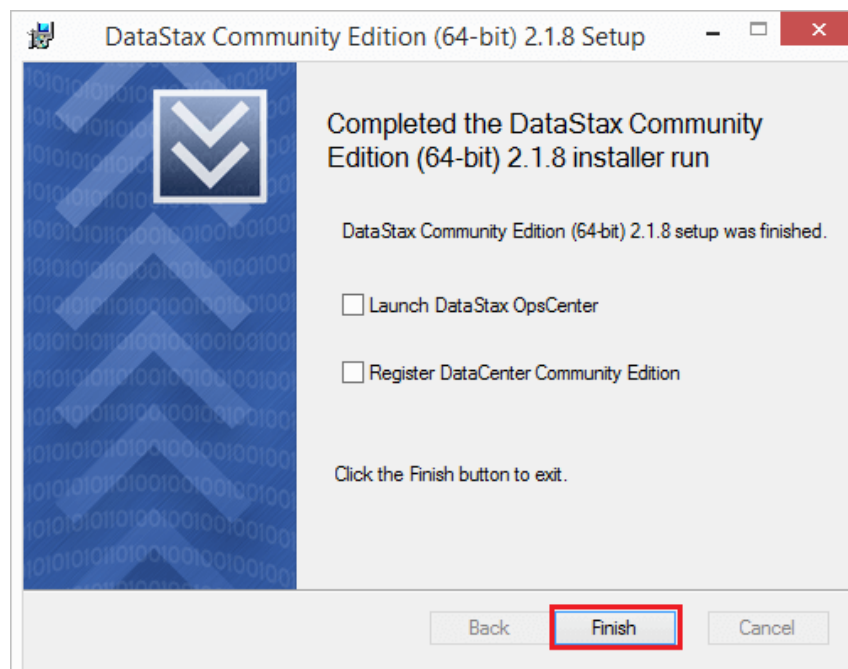 DataStax Community Edition (64-bit) 2.1.8 Setup
Completed the DataStax Community
Edition (64-bit) 2.1.8 installer run
DataStax Community Edition (64-bit) 2.1.8 setup was finished.
Launch DataStax OpsCenter
Register DataCenter Community Edition
Click the Finish button to exit.
Back
Finish
Cancel